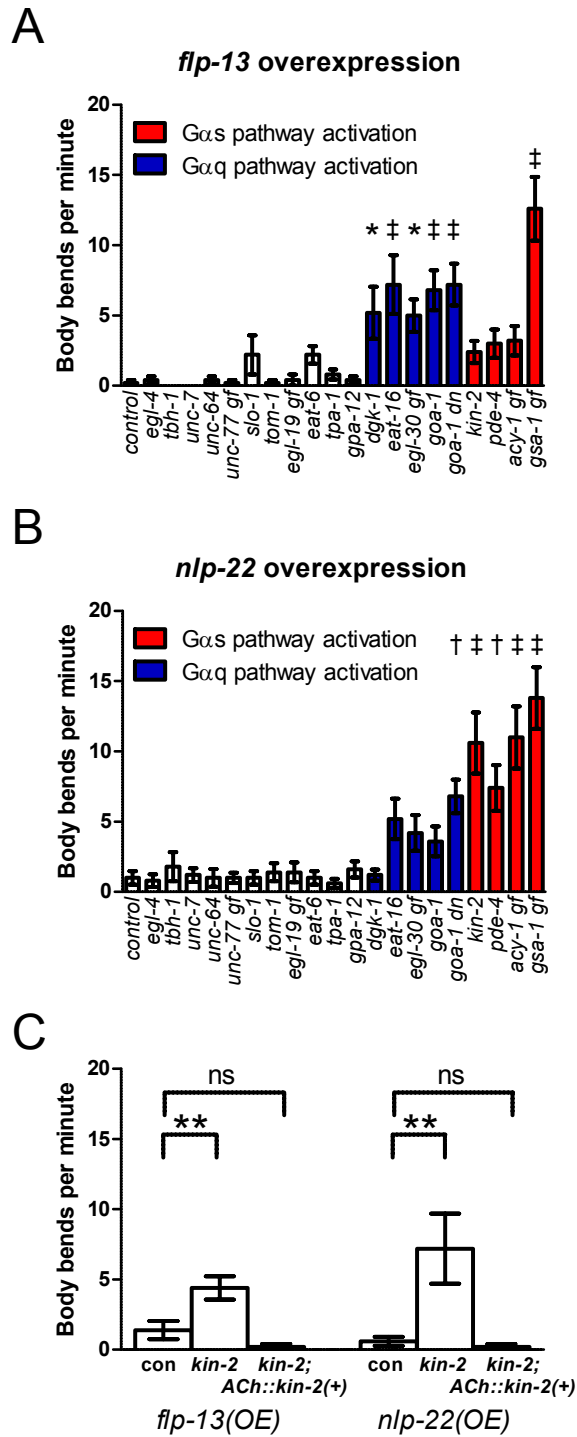 A
flp-13 overexpression
Body bends per minute
20
15
10
5
0
Gαs pathway activation
Gαq pathway activation
* ‡ * ‡ ‡ ‡
control
egl-4
tbh-1
unc-7
unc-64
unc-77 gf
slo-1
tom-1
egl-19 gf
eat-6
tpa-1
gpa-12
dgk-1
eat-16
egl-30 gf
goa-1
goa-1 dn
kin-2
pde-4
acy-1 gf
gsa-1 gf
B
nlp-22 overexpression
Body bends per minute
20
15
10
5
0
Gαs pathway activation
Gαq pathway activation
† ‡ † ‡ ‡
control
egl-4
tbh-1
unc-7
unc-64
unc-77 gf
slo-1
tom-1
egl-19 gf
eat-6
tpa-1
gpa-12
dgk-1
eat-16
egl-30 gf
goa-1
goa-1 dn
kin-2
pde-4
acy-1 gf
gsa-1 gf
C
Body bends per minute
20
15
10
5
0
ns ns
** **
con kin-2 kin-2; con kin-2 kin-2;
ACh::kin-2(+) ACh::kin-2(+)
flp-13(OE) nlp-22(OE)